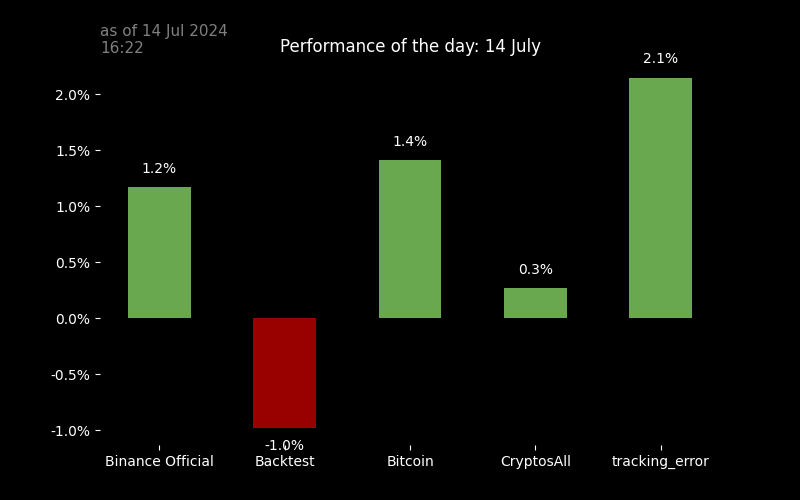 as of 14 Jul 2024
16:22
Performance of the day: 14 July
2.1%
2.0%
1.5%
1.4%
1.2%
1.0%
0.5%
0.3%
0.0%
-0.5%
-1.0%
-1.0%
Binance Official
Backtest
Bitcoin
CryptosAll
tracking_error